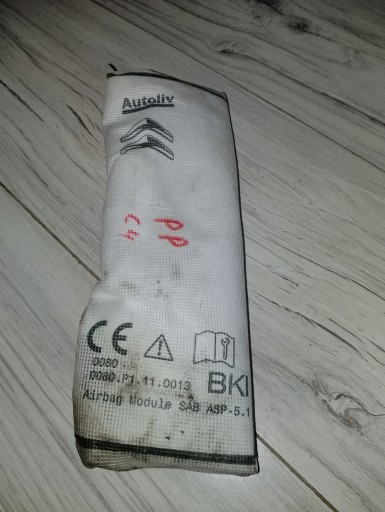 Autoliv
PP
C4
CE
0080
0080.P1.11.0013
BKI
Airbag Module SAB ASP-5.1